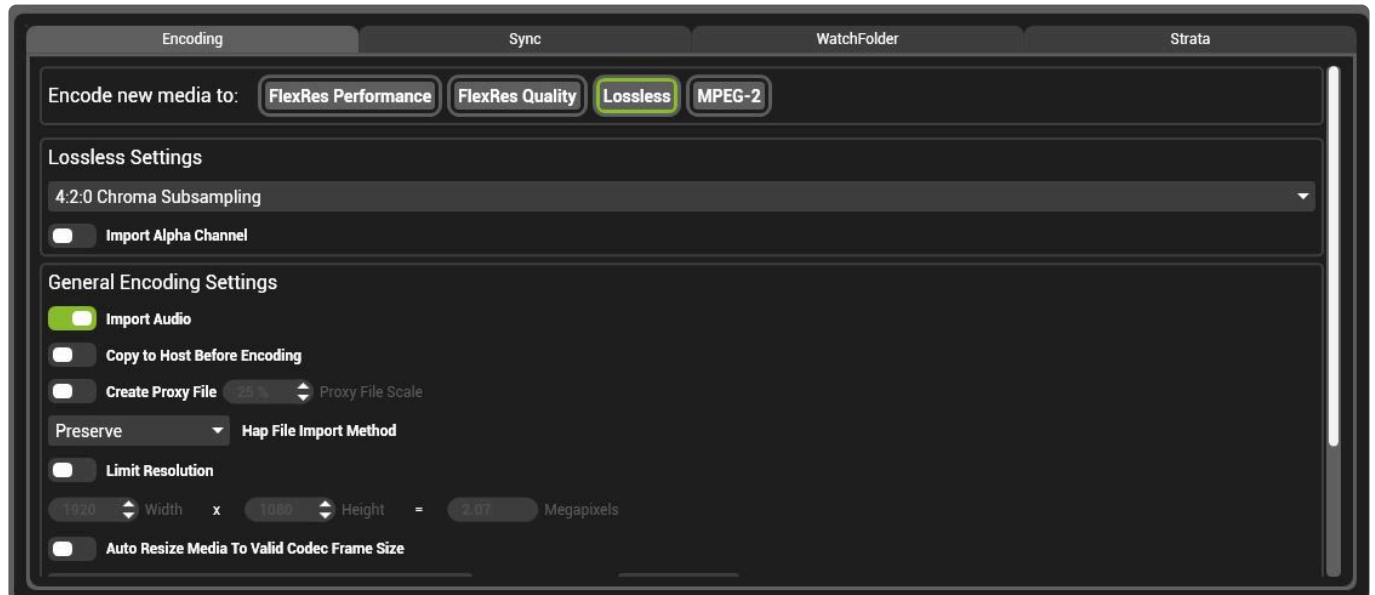 Encoding Sync WatchFolder Strata
Encode new media to: FlexRes Performance FlexRes Quality Lossless MPEG-2
Lossless Settings
4:2:0 Chroma Subsampling
Import Alpha Channel
General Encoding Settings
Import Audio
Copy to Host Before Encoding
Create Proxy File 25 % Proxy File Scale
Preserve Hap File Import Method
Limit Resolution
1920 Width x 1080 Height = 2.07 Megapixels
Auto Resize Media To Valid Codec Frame Size